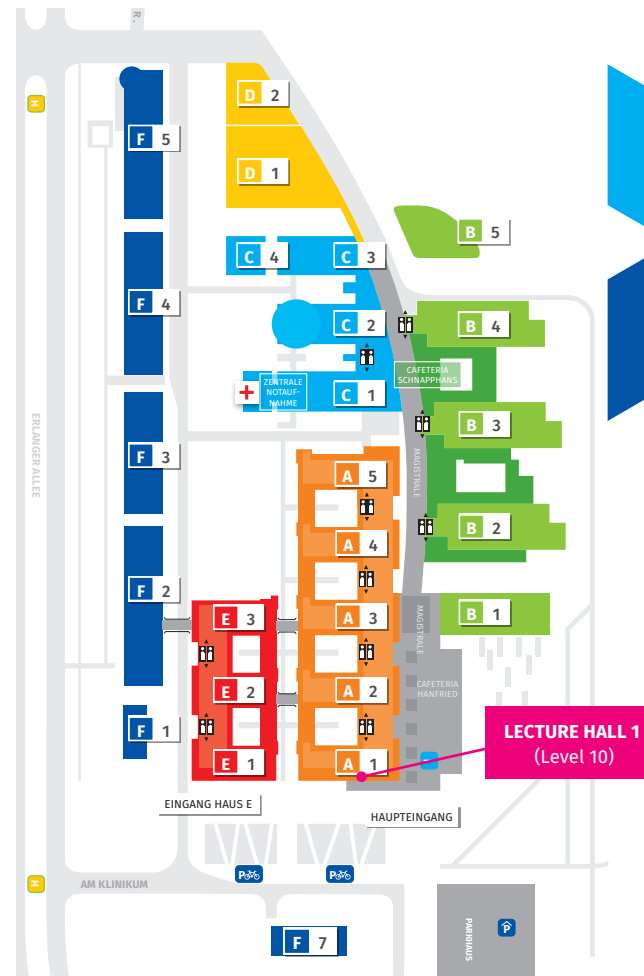 R.
D 2
H
F 5
D 1
B 5
C 4
C 3
F 4
C 2
B 4
CAFETERIA
SCHNAPPHANS
ZENTRALE
NOTAUF-
NAHME
C 1
ERLANGER ALLEE
B 3
F 3
A 5
MAGISTRALE
B 2
A 4
F 2
E 3
A 3
MAGISTRALE
B 1
E 2
A 2
CAFETERIA
HANFRIED
F 1
LECTURE HALL 1
(Level 10)
E 1
A 1
EINGANG HAUS E
HAUPTEINGANG
P
P
H
AM KLINIKUM
PARKHAUS
P
F 7